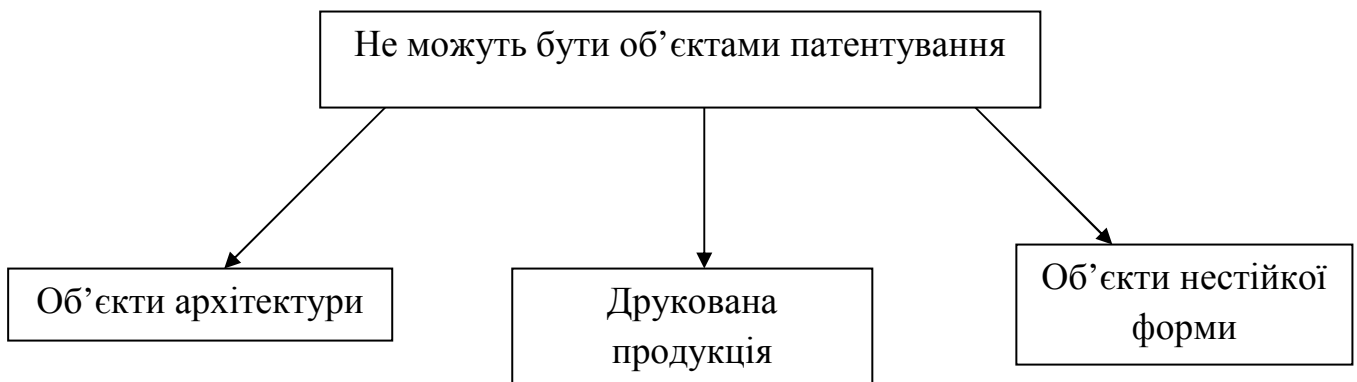 Не можуть бути об’єктами патентування
Об’єкти архітектури
Друкована
продукція
Об’єкти нестійкої
форми